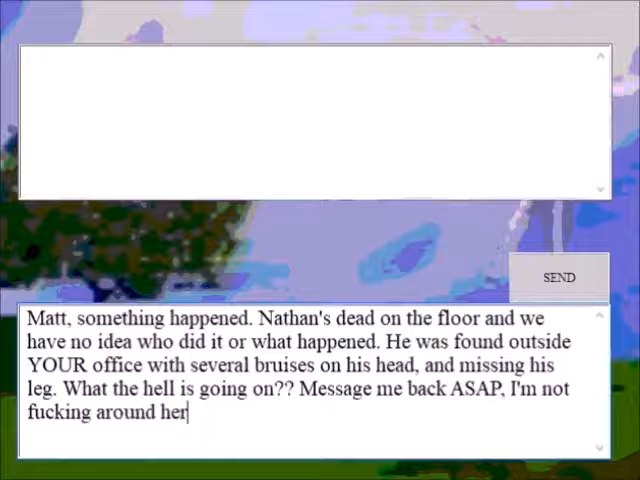 SEND
Matt, something happened. Nathan's dead on the floor and we
have no idea who did it or what happened. He was found outside
YOUR office with several bruises on his head, and missing his
leg. What the hell is going on?? Message me back ASAP, I'm not
fucking around her